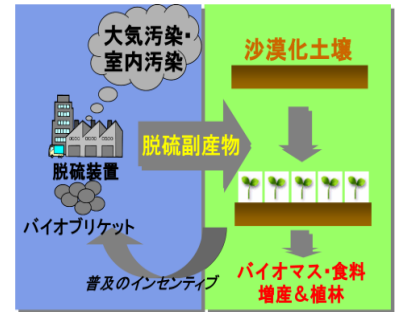 大気汚染・
室内汚染
沙漠化土壌
脱硫副産物
脱硫装置
バイオブリケット
普及のインセンティブ
バイオマス・食料
増産＆植林